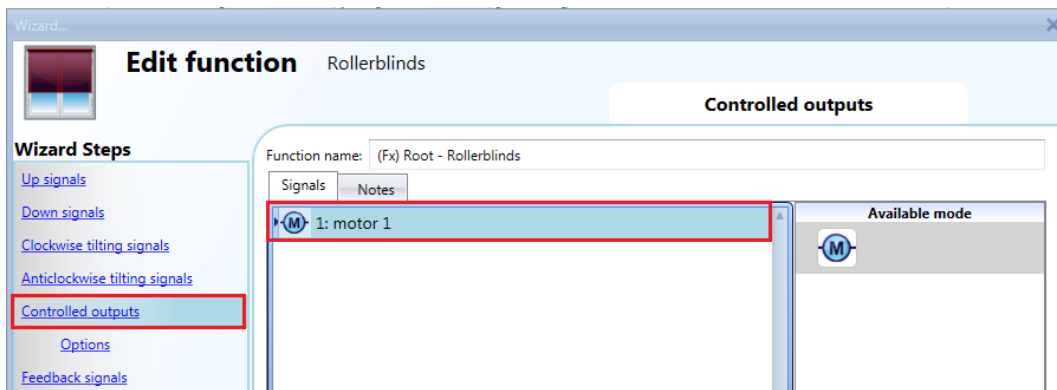 Wizard...
Edit function Rollerblinds
Controlled outputs
Wizard Steps
Up signals
Down signals
Clockwise tilting signals
Anticlockwise tilting signals
Controlled outputs
Options
Feedback signals
Function name: (Fx) Root - Rollerblinds
Signals Notes
M 1: motor 1
Available mode
M